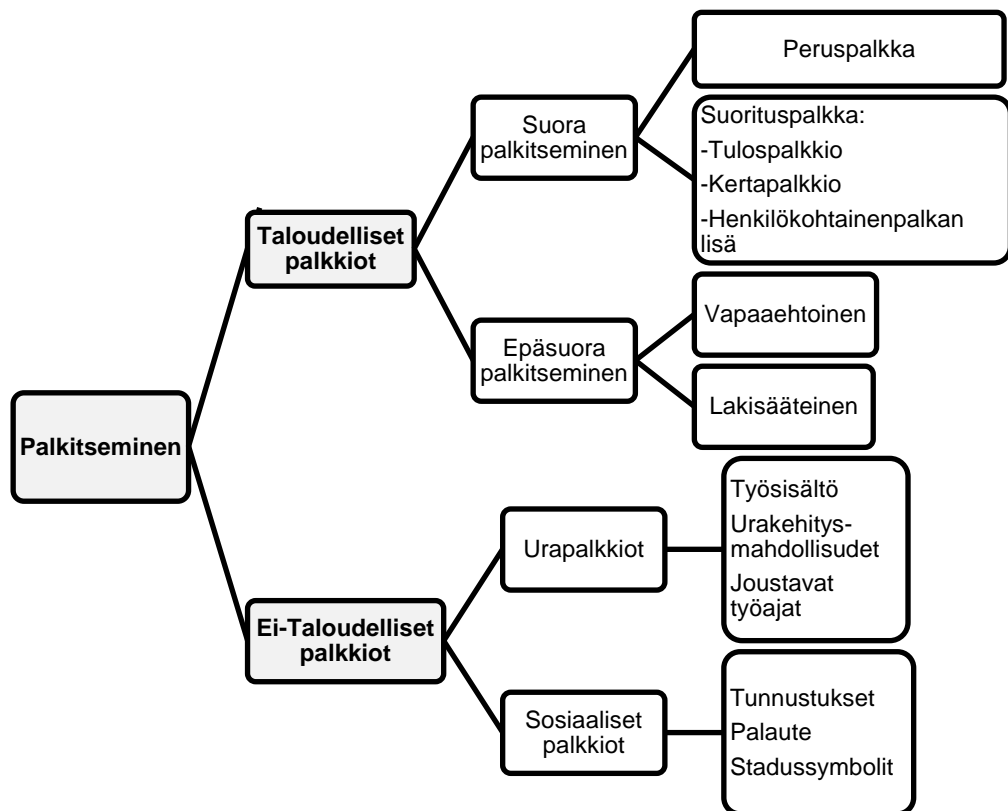 Peruspalkka
Suora
palkitseminen
Suorituspalkka:
-Tulospalkkio
-Kertapalkkio
-Henkilökohtainenpalkan
lisä
Taloudelliset
palkkiot
Epäsuora
palkitseminen
Vapaaehtoinen
Lakisääteinen
Palkitseminen
Urapalkkiot
Työsisältö
Urakehitys-
mahdollisudet
Joustavat
työajat
Ei-Taloudelliset
palkkiot
Sosiaaliset
palkkiot
Tunnustukset
Palaute
Stadussymbolit